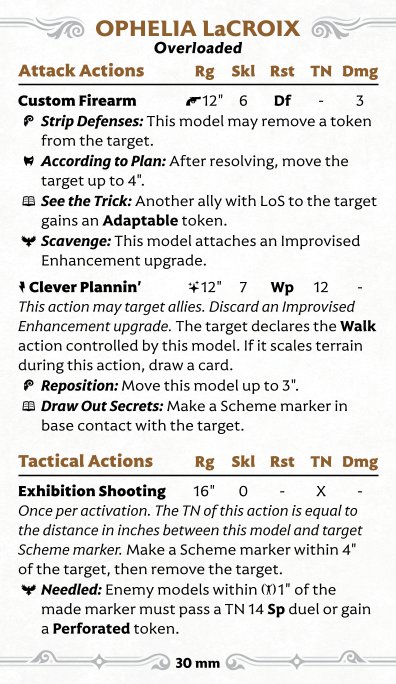 OPHELIA LaCROIX
Overloaded
Attack Actions Rg Skl Rst TN Dmg
Custom Firearm 12" 6 Df - 3
Strip Defenses: This model may remove a token
from the target.
According to Plan: After resolving, move the
target up to 4".
See the Trick: Another ally with LoS to the target
gains an Adaptable token.
Scavenge: This model attaches an Improvised
Enhancement upgrade.
Clever Plannin’ 12" 7 Wp 12 -
This action may target allies. Discard an Improvised
Enhancement upgrade. The target declares the Walk
action controlled by this model. If it scales terrain
during this action, draw a card.
Reposition: Move this model up to 3".
Draw Out Secrets: Make a Scheme marker in
base contact with the target.
Tactical Actions Rg Skl Rst TN Dmg
Exhibition Shooting 16" 0 - X -
Once per activation. The TN of this action is equal to
the distance in inches between this model and target
Scheme marker. Make a Scheme marker within 4"
of the target, then remove the target.
Needled: Enemy models within 1" of the
made marker must pass a TN 14 Sp duel or gain
a Perforated token.
30 mm